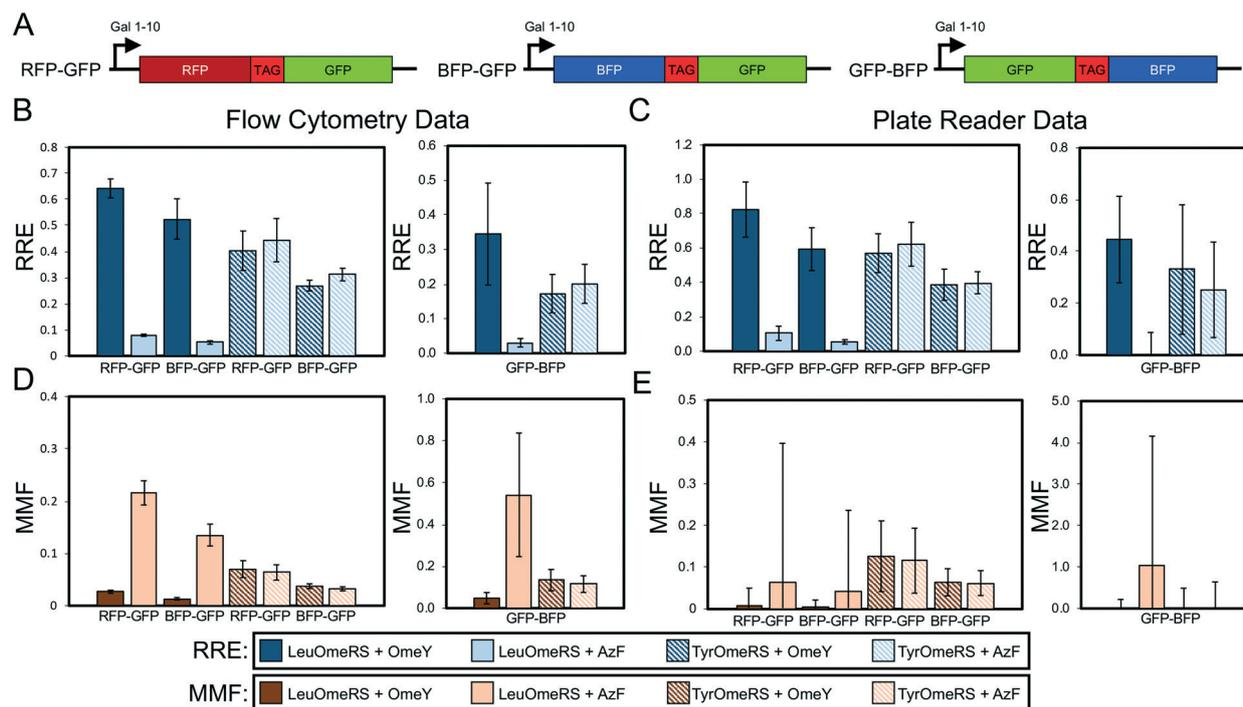 A
Gal 1-10 Gal 1-10 Gal 1-10
RFP-GFP RFP TAG GFP BFP-GFP BFP TAG GFP GFP-BFP GFP TAG BFP
B Flow Cytometry Data
RRE
0.8
0.7
0.6
0.5
0.4
0.3
0.2
0.1
0
RFP-GFP BFP-GFP RFP-GFP BFP-GFP
RRE
0.6
0.5
0.4
0.3
0.2
0.1
0.0
GFP-BFP
C Plate Reader Data
RRE
1.2
1.0
0.8
0.6
0.4
0.2
0.0
RFP-GFP BFP-GFP RFP-GFP BFP-GFP
RRE
0.8
0.6
0.4
0.2
0.0
GFP-BFP
D
MMF
0.4
0.3
0.2
0.1
0
RFP-GFP BFP-GFP RFP-GFP BFP-GFP
MMF
1.0
0.8
0.6
0.4
0.2
0.0
GFP-BFP
E
MMF
0.5
0.4
0.3
0.2
0.1
0
RFP-GFP BFP-GFP RFP-GFP BFP-GFP
MMF
5.0
4.0
3.0
2.0
1.0
0.0
GFP-BFP
RRE: LeuOmeRS + OmeY LeuOmeRS + AzF TyrOmeRS + OmeY TyrOmeRS + AzF
MMF: LeuOmeRS + OmeY LeuOmeRS + AzF TyrOmeRS + OmeY TyrOmeRS + AzF